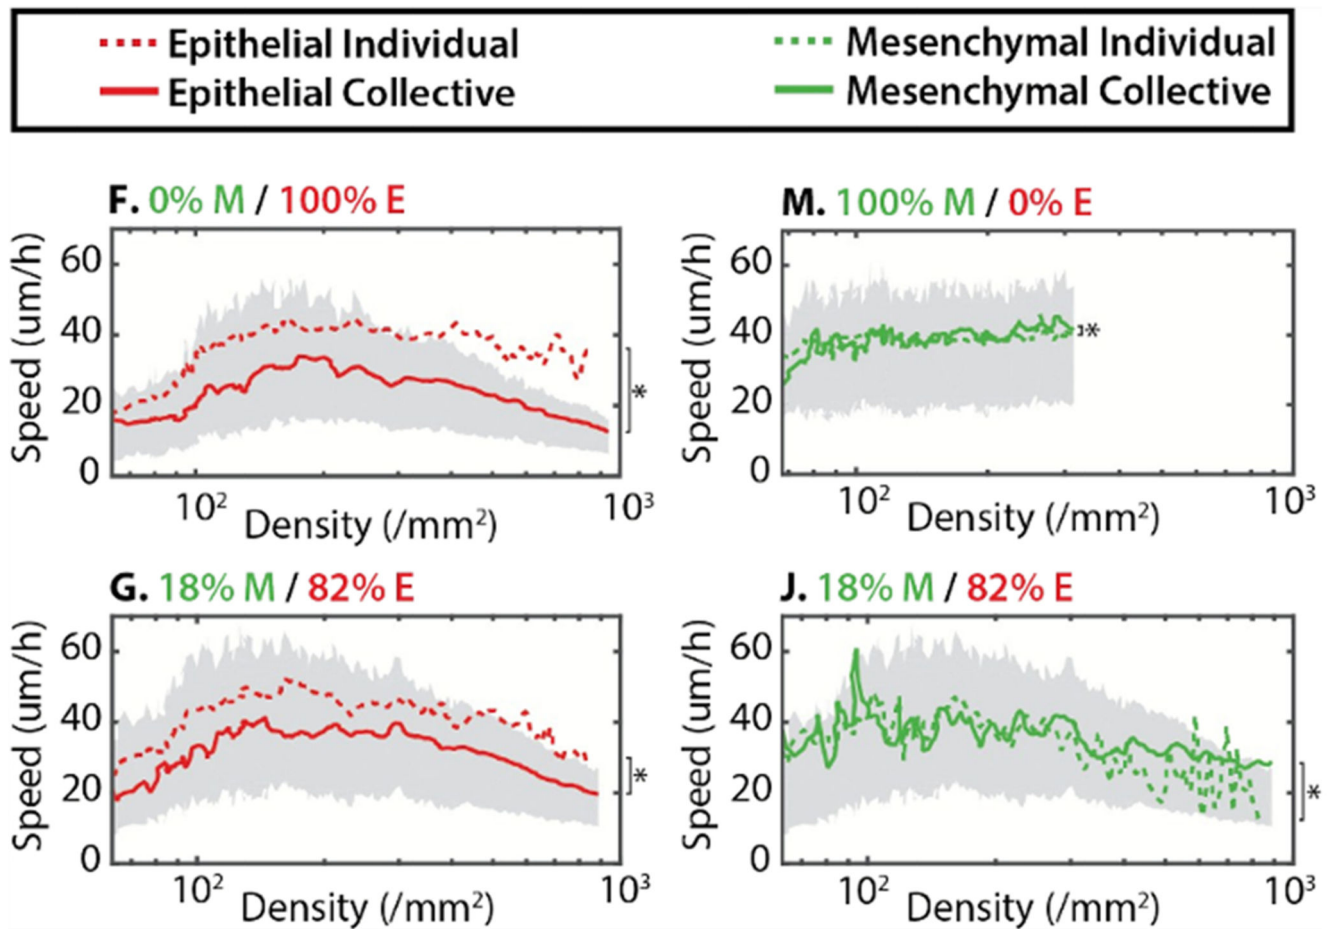 Epithelial Individual
Mesenchymal Individual
Epithelial Collective
Mesenchymal Collective
F. 0% M / 100% E
M. 100% M / 0% E
Speed (um/h)
60
40
20
0
*
10²
10³
Density (/mm²)
Speed (um/h)
60
40
20
0
*
10²
10³
Density (/mm²)
G. 18% M / 82% E
J. 18% M / 82% E
Speed (um/h)
60
40
20
0
*
10²
10³
Density (/mm²)
Speed (um/h)
60
40
20
0
*
10²
10³
Density (/mm²)